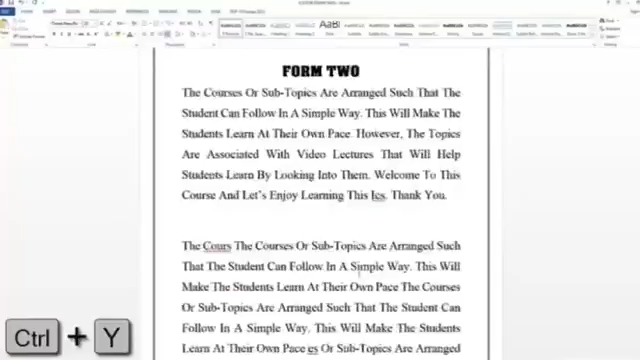 FORM TWO
The Courses Or Sub-Topics Are Arranged Such That The
Student Can Follow In A Simple Way. This Will Make The
Students Learn At Their Own Pace. However, The Topics
Are Associated With Video Lectures That Will Help
Students Learn By Looking Into Them. Welcome To This
Course And Let's Enjoy Learning This Ics. Thank You.
The Cours The Courses Or Sub-Topics Are Arranged Such
That The Student Can Follow In A Simple Way. This Will
Make The Students Learn At Their Own Pace The Courses
Or Sub-Topics Are Arranged Such That The Student Can
Follow In A Simple Way. This Will Make The Students
Learn At Their Own Pace es Or Sub-Topics Are Arranged
Ctrl + Y